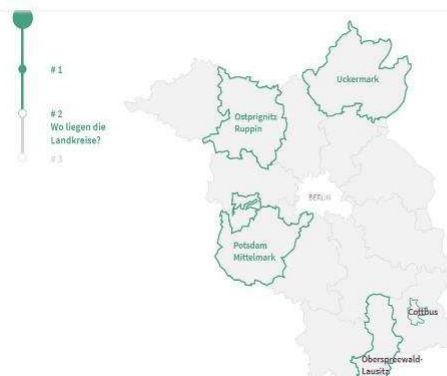 # 1
# 2
Wo liegen die
Landkreise?
# 3
Uckermark
Ostprignitz
Ruppin
BERLIN
Potsdam
Mittelmark
Cottbus
Oberspreewald-
Lausitz